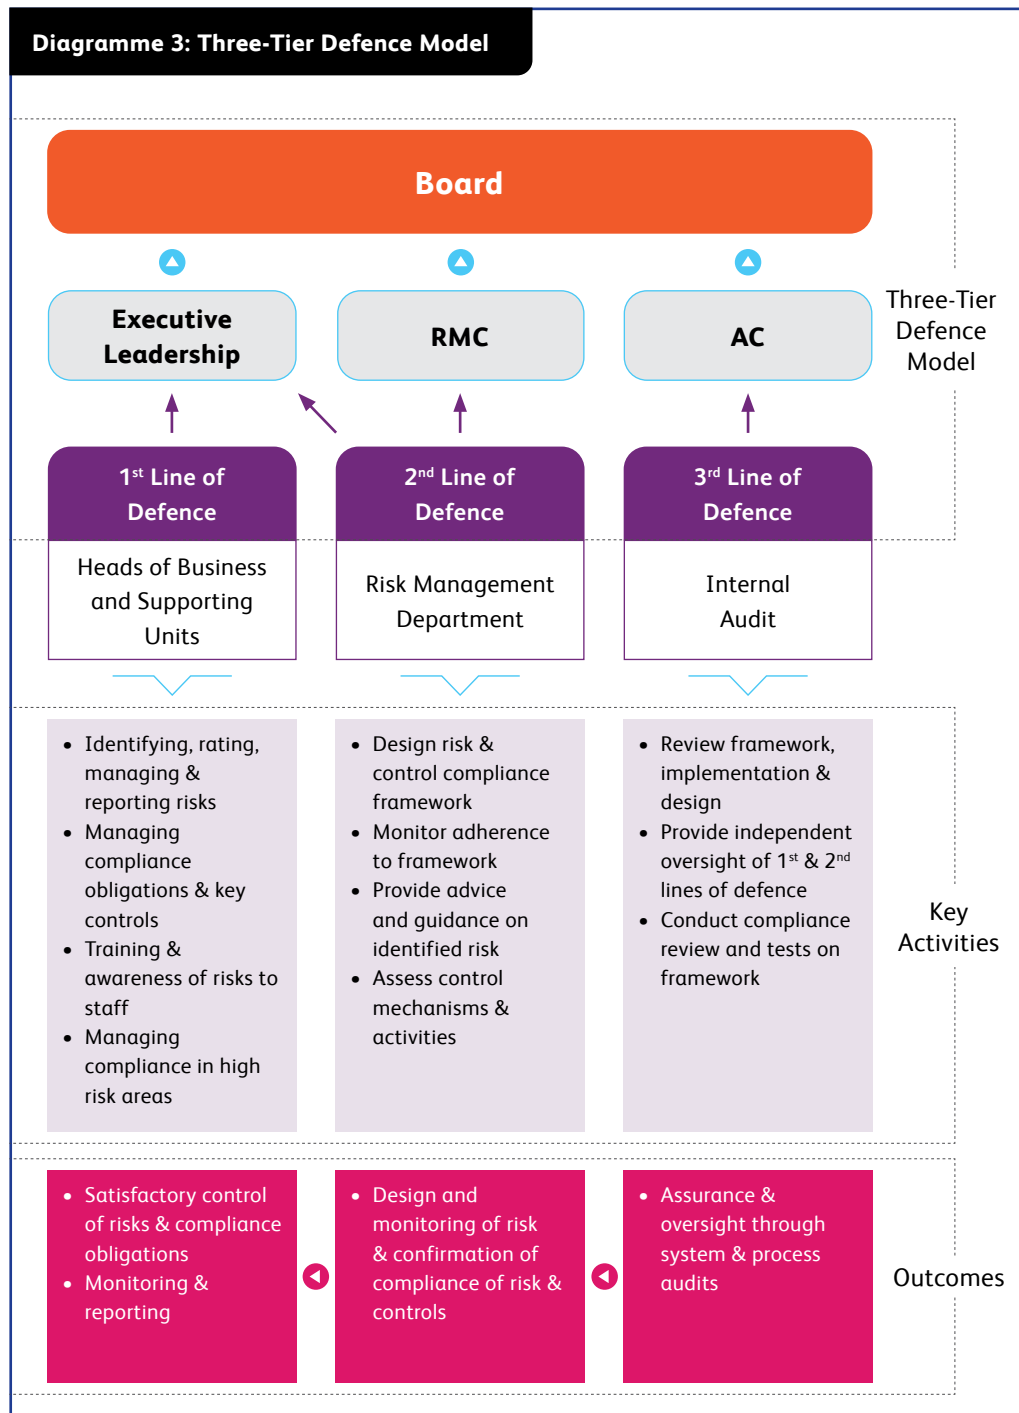 Diagramme 3: Three-Tier Defence Model
Board
Executive
Leadership
RMC
AC
Three-Tier
Defence
Model
1st Line of
Defence
2nd Line of
Defence
3rd Line of
Defence
Heads of Business
and Supporting
Units
Risk Management
Department
Internal
Audit
• Identifying, rating,
managing &
reporting risks
• Managing
compliance
obligations & key
controls
• Training &
awareness of risks to
staff
• Managing
compliance in high
risk areas
• Design risk &
control compliance
framework
• Monitor adherence
to framework
• Provide advice
and guidance on
identified risk
• Assess control
mechanisms &
activities
• Review framework,
implementation &
design
• Provide independent
oversight of 1st & 2nd
lines of defence
• Conduct compliance
review and tests on
framework
Key
Activities
• Satisfactory control
of risks & compliance
obligations
• Monitoring &
reporting
• Design and
monitoring of risk
& confirmation of
compliance of risk &
controls
• Assurance &
oversight through
system & process
audits
Outcomes